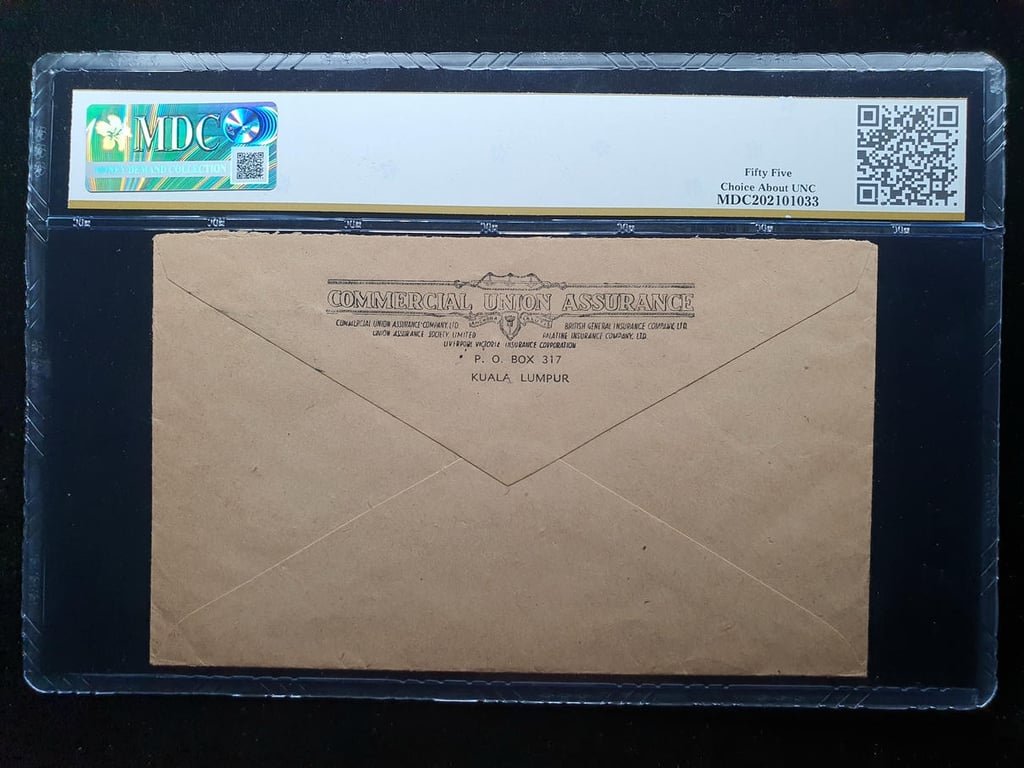 MDC
MONEY DEMAND COLLECTION
Fifty Five
Choice About UNC
MDC202101033
COMMERCIAL UNION ASSURANCE
COMMERCIAL UNION ASSURANCE COMPANY, LTD. BRITISH GENERAL INSURANCE COMPANY, LTD.
UNION ASSURANCE SOCIETY, LIMITED PALATINE INSURANCE COMPANY, LTD.
LIVERPOOL VICTORIA INSURANCE CORPORATION
P. O. BOX 317
KUALA LUMPUR